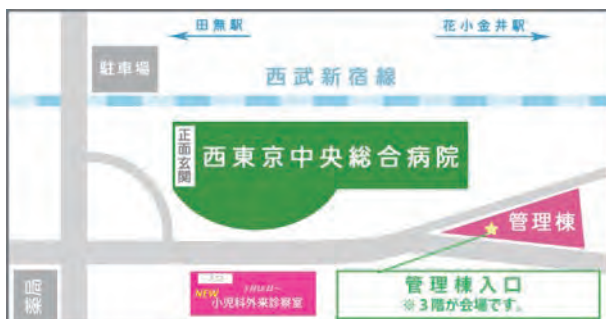 田無駅
花小金井駅
駐車場
西武新宿線
正面玄関
西東京中央総合病院
管理棟
NEW
小児科外来診察室
管理棟入口
※3階が会場です。